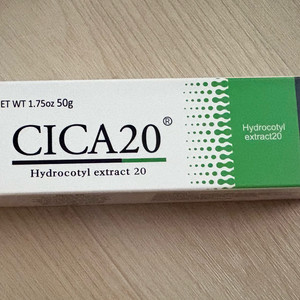 ET WT 1.75oz 50g
CICA20®
Hydrocotyl extract 20
Hydrocotyl
extract20